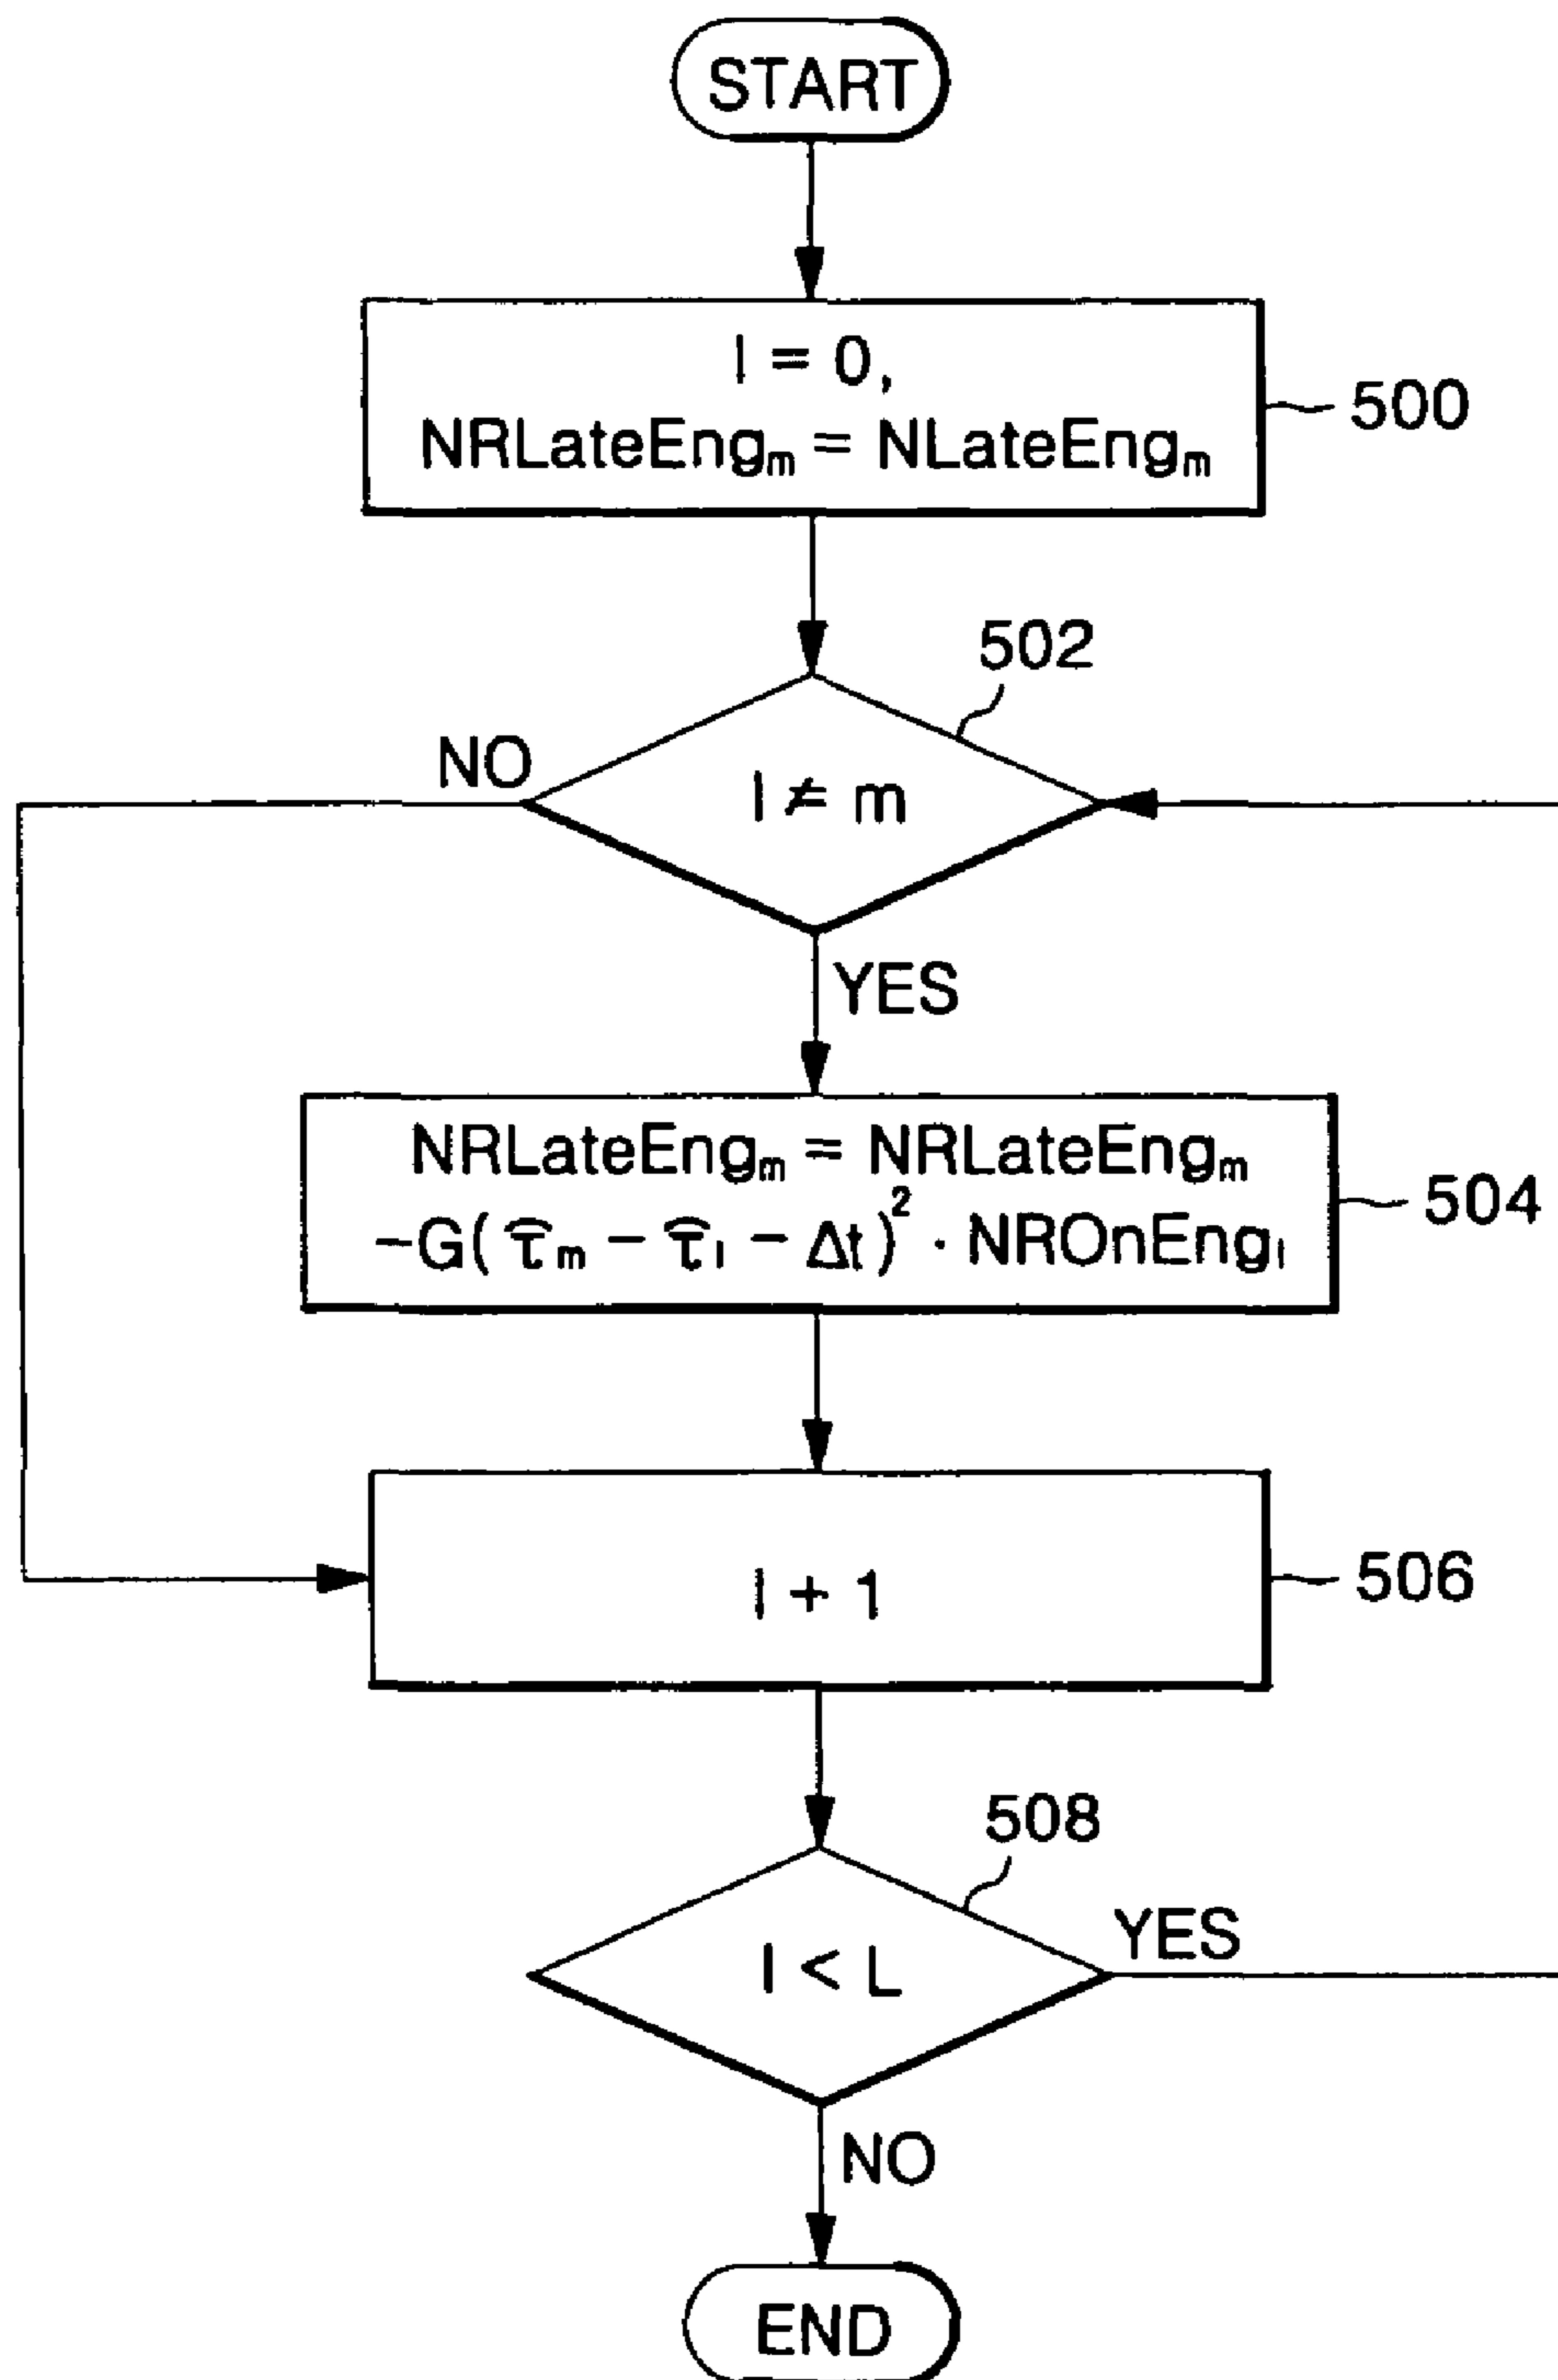 START
l = 0,
NRLateEngₘ = NLateEngₘ
500
502
NO
l ≠ m
YES
NRLateEngₘ = NRLateEngₘ
-G(τ̂ₘ - τ̂ₗ - Δt)² · NROnEngₗ
504
l + 1
506
508
l < L
YES
NO
END